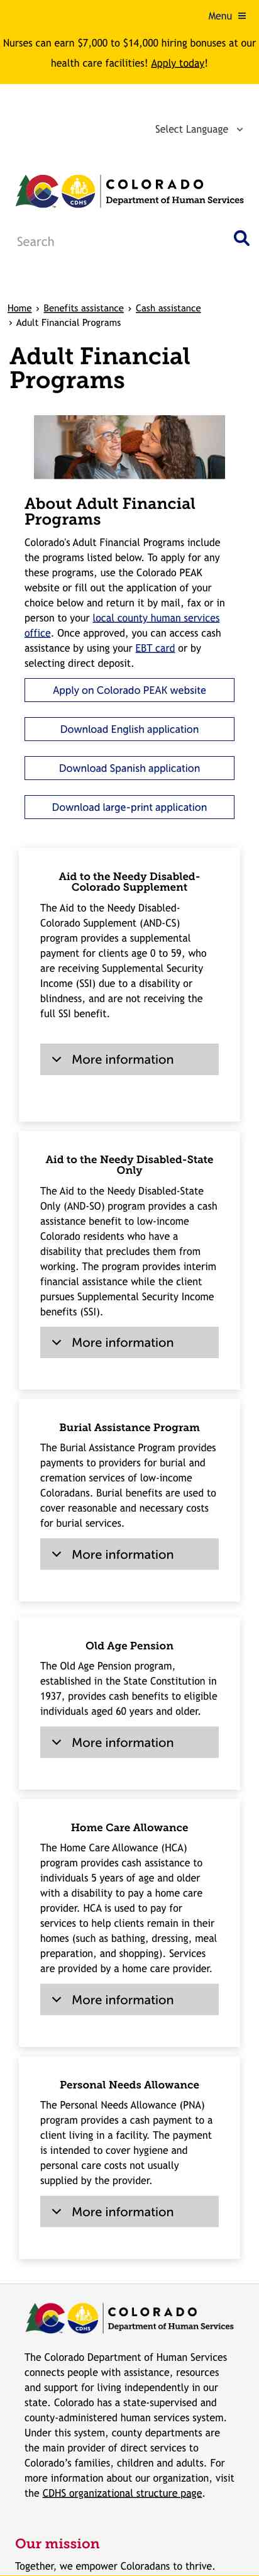 Menu
Nurses can earn $7,000 to $14,000 hiring bonuses at our
health care facilities! Apply today!
Select Language
COLORADO
Department of Human Services
CDHS
Search
Home › Benefits assistance › Cash assistance
› Adult Financial Programs
Adult Financial
Programs
About Adult Financial
Programs
Colorado's Adult Financial Programs include
the programs listed below. To apply for any
these programs, use the Colorado PEAK
website or fill out the application of your
choice below and return it by mail, fax or in
person to your local county human services
office. Once approved, you can access cash
assistance by using your EBT card or by
selecting direct deposit.
Apply on Colorado PEAK website
Download English application
Download Spanish application
Download large-print application
Aid to the Needy Disabled-
Colorado Supplement
The Aid to the Needy Disabled-
Colorado Supplement (AND-CS)
program provides a supplemental
payment for clients age 0 to 59, who
are receiving Supplemental Security
Income (SSI) due to a disability or
blindness, and are not receiving the
full SSI benefit.
More information
Aid to the Needy Disabled-State
Only
The Aid to the Needy Disabled-State
Only (AND-SO) program provides a cash
assistance benefit to low-income
Colorado residents who have a
disability that precludes them from
working. The program provides interim
financial assistance while the client
pursues Supplemental Security Income
benefits (SSI).
More information
Burial Assistance Program
The Burial Assistance Program provides
payments to providers for burial and
cremation services of low-income
Coloradans. Burial benefits are used to
cover reasonable and necessary costs
for burial services.
More information
Old Age Pension
The Old Age Pension program,
established in the State Constitution in
1937, provides cash benefits to eligible
individuals aged 60 years and older.
More information
Home Care Allowance
The Home Care Allowance (HCA)
program provides cash assistance to
individuals 5 years of age and older
with a disability to pay a home care
provider. HCA is used to pay for
services to help clients remain in their
homes (such as bathing, dressing, meal
preparation, and shopping). Services
are provided by a home care provider.
More information
Personal Needs Allowance
The Personal Needs Allowance (PNA)
program provides a cash payment to a
client living in a facility. The payment
is intended to cover hygiene and
personal care costs not usually
supplied by the provider.
More information
COLORADO
Department of Human Services
CDHS
The Colorado Department of Human Services
connects people with assistance, resources
and support for living independently in our
state. Colorado has a state-supervised and
county-administered human services system.
Under this system, county departments are
the main provider of direct services to
Colorado's families, children and adults. For
more information about our organization, visit
the CDHS organizational structure page.
Our mission
Together, we empower Coloradans to thrive.